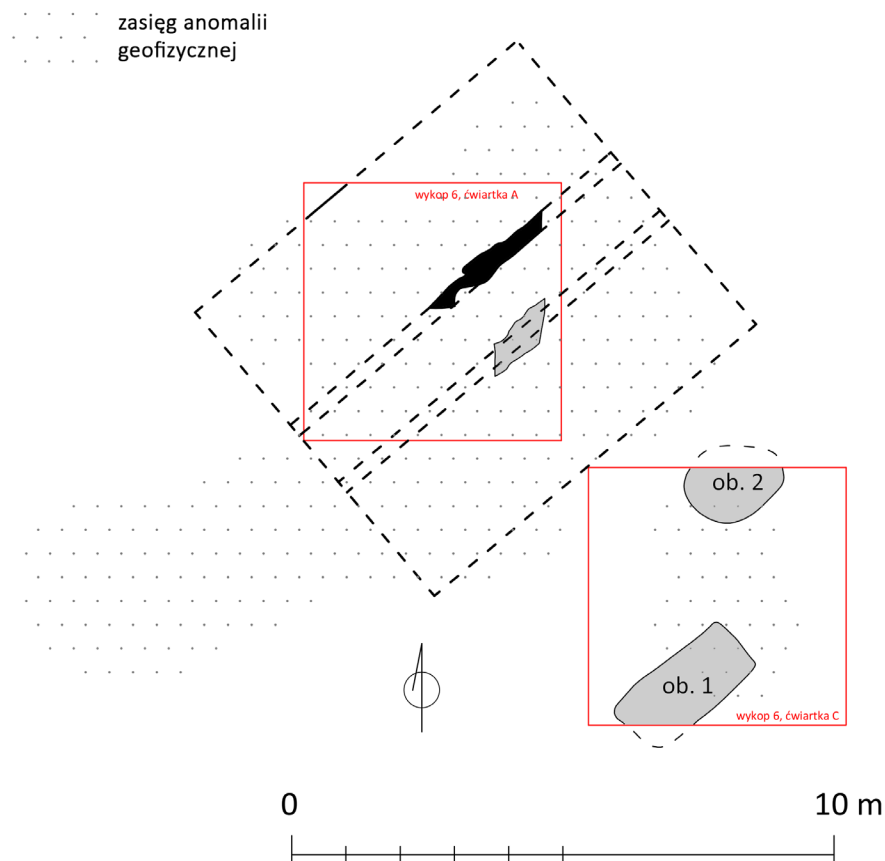 zasięg anomalii
geofizycznej
wykop 6, ćwiartka A
ob. 2
ob. 1
wykop 6, ćwiartka C
0
10 m